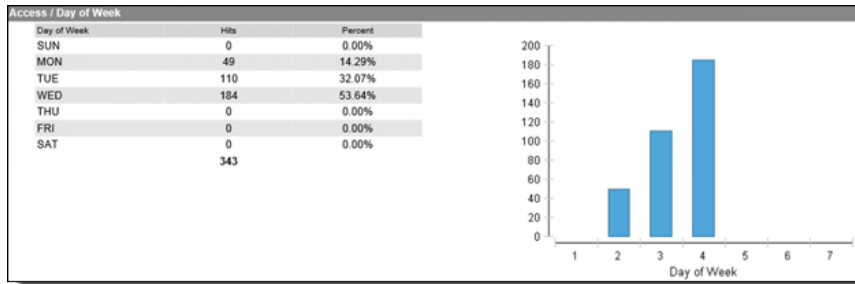 Access / Day of Week
Day of Week Hits Percent
SUN 0 0.00%
MON 49 14.29%
TUE 110 32.07%
WED 184 53.64%
THU 0 0.00%
FRI 0 0.00%
SAT 0 0.00%
343
200
180
160
140
120
100
80
60
40
20
0
1 2 3 4 5 6 7
Day of Week